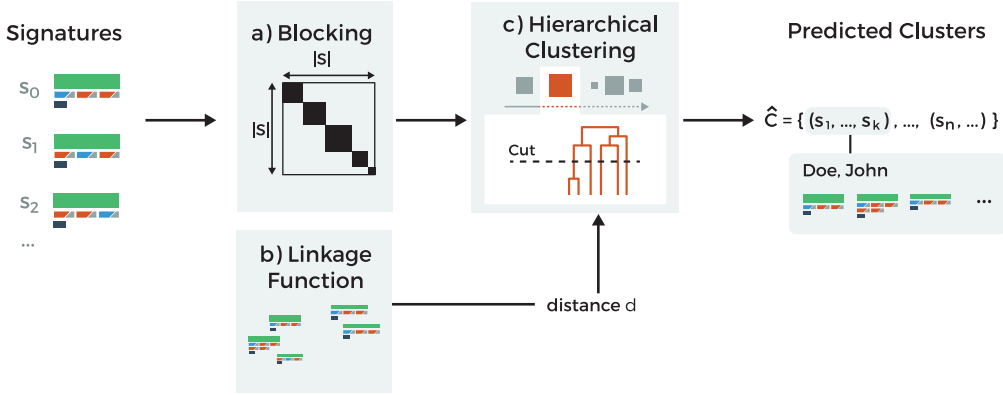 Signatures
s0
s1
s2
...
a) Blocking
|S|
|S|
b) Linkage
Function
distance d
c) Hierarchical
Clustering
Cut
Predicted Clusters
Ĉ = { (s1, ..., sk) , ..., (sn, ...) }
Doe, John
...